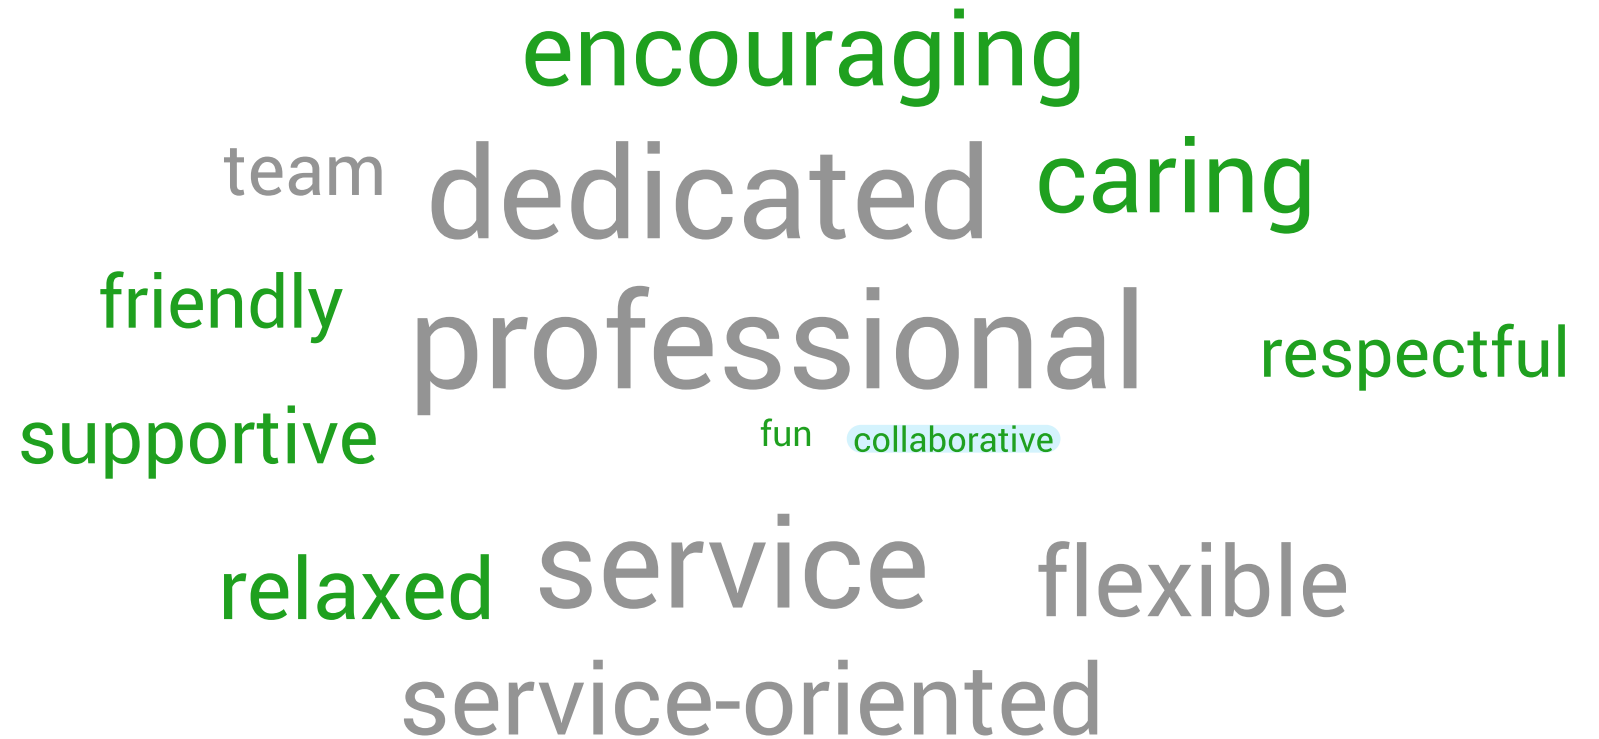 encouraging
team dedicated caring
friendly professional respectful
supportive fun collaborative
relaxed service flexible
service-oriented